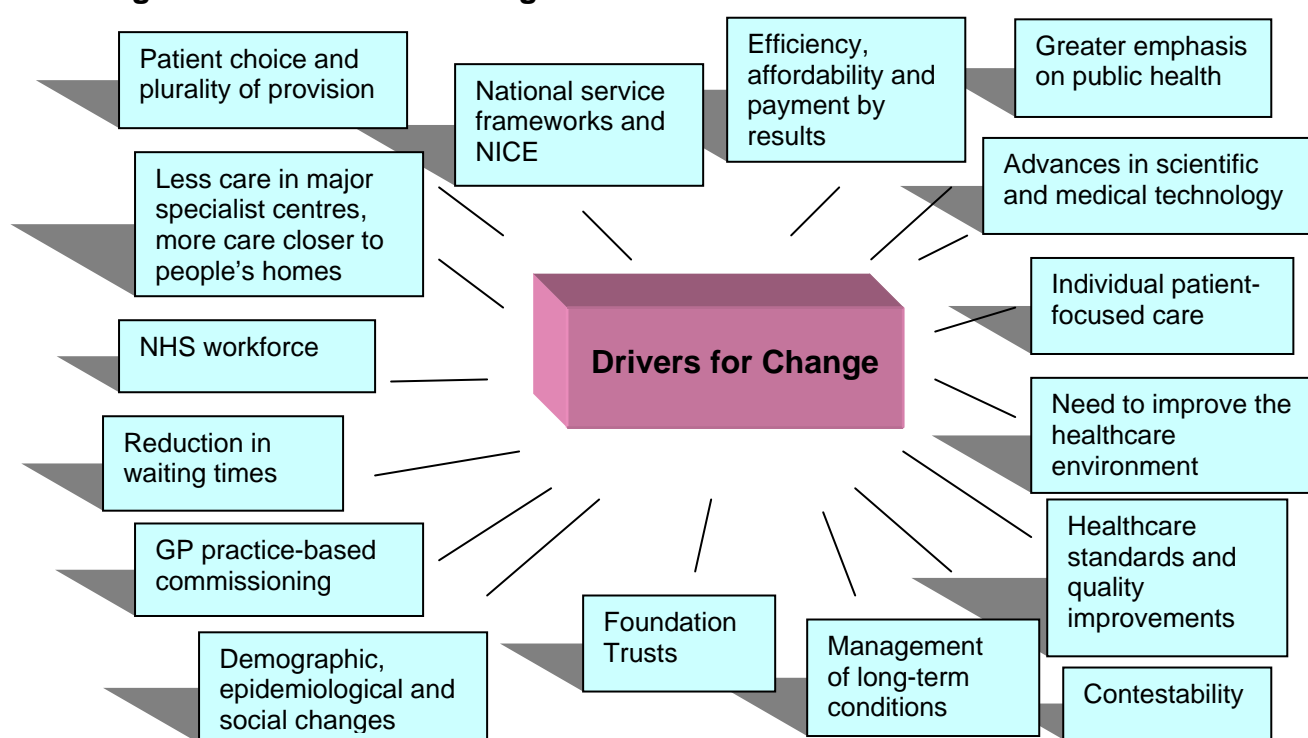 Patient choice and
plurality of provision
National service
frameworks and
NICE
Efficiency,
affordability and
payment by
results
Greater emphasis
on public health
Less care in major
specialist centres,
more care closer to
people's homes
Advances in scientific
and medical technology
Individual patient-
focused care
NHS workforce
Drivers for Change
Need to improve the
healthcare
environment
Reduction in
waiting times
GP practice-based
commissioning
Healthcare
standards and
quality
improvements
Demographic,
epidemiological and
social changes
Foundation
Trusts
Management
of long-term
conditions
Contestability